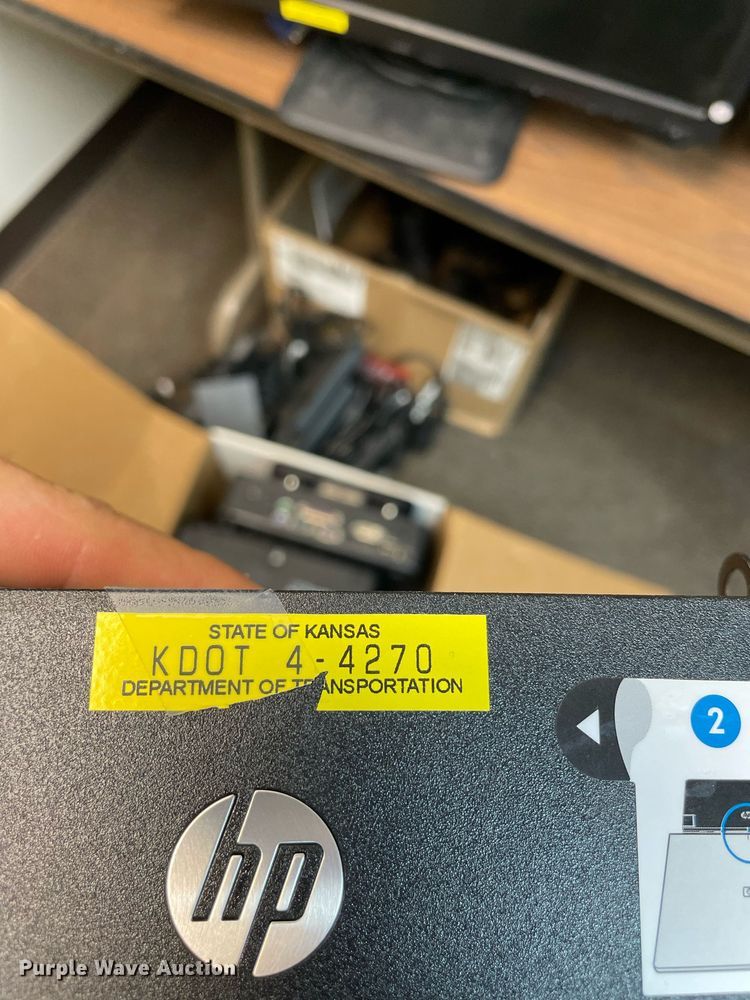 STATE OF KANSAS
KDOT 4-4270
DEPARTMENT OF TRANSPORTATION
2
hp
Purple Wave Auction